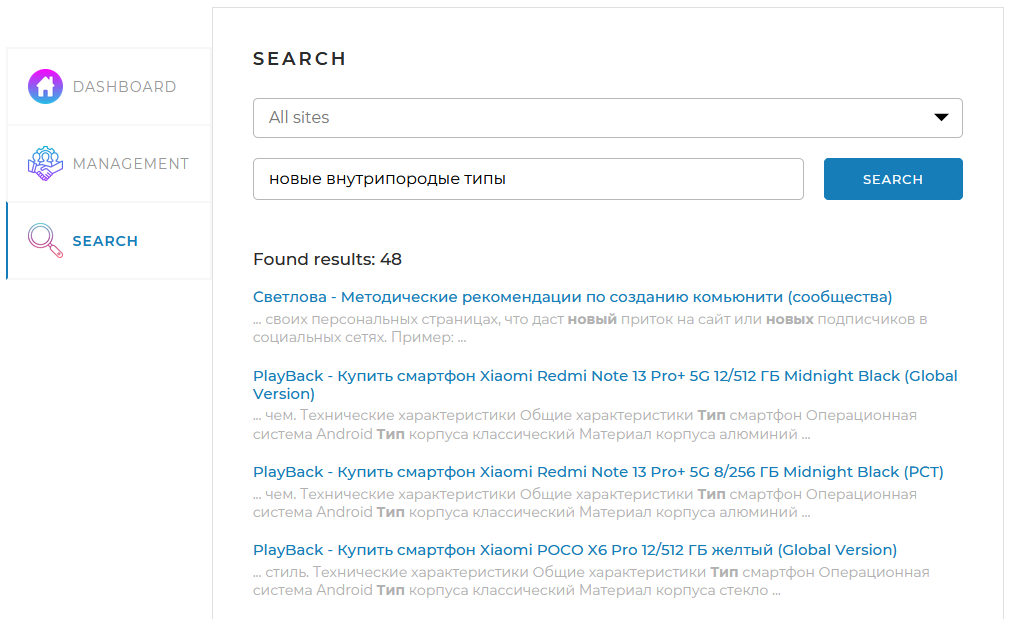 DASHBOARD
MANAGEMENT
SEARCH
SEARCH
All sites
новые внутрипородые типы
SEARCH
Found results: 48
Светлова - Методические рекомендации по созданию комьюнити (сообщества)
... своих персональных страницах, что даст новый приток на сайт или новых подписчиков в
социальных сетях. Пример: ...
PlayBack - Купить смартфон Xiaomi Redmi Note 13 Pro+ 5G 12/512 ГБ Midnight Black (Global
Version)
... чем. Технические характеристики Общие характеристики Тип смартфон Операционная
система Android Тип корпуса классический Материал корпуса алюминий ...
PlayBack - Купить смартфон Xiaomi Redmi Note 13 Pro+ 5G 8/256 ГБ Midnight Black (РСТ)
... чем. Технические характеристики Общие характеристики Тип смартфон Операционная
система Android Тип корпуса классический Материал корпуса алюминий ...
PlayBack - Купить смартфон Xiaomi POCO X6 Pro 12/512 ГБ желтый (Global Version)
... стиль. Технические характеристики Общие характеристики Тип смартфон Операционная
система Android Тип корпуса классический Материал корпуса стекло ...